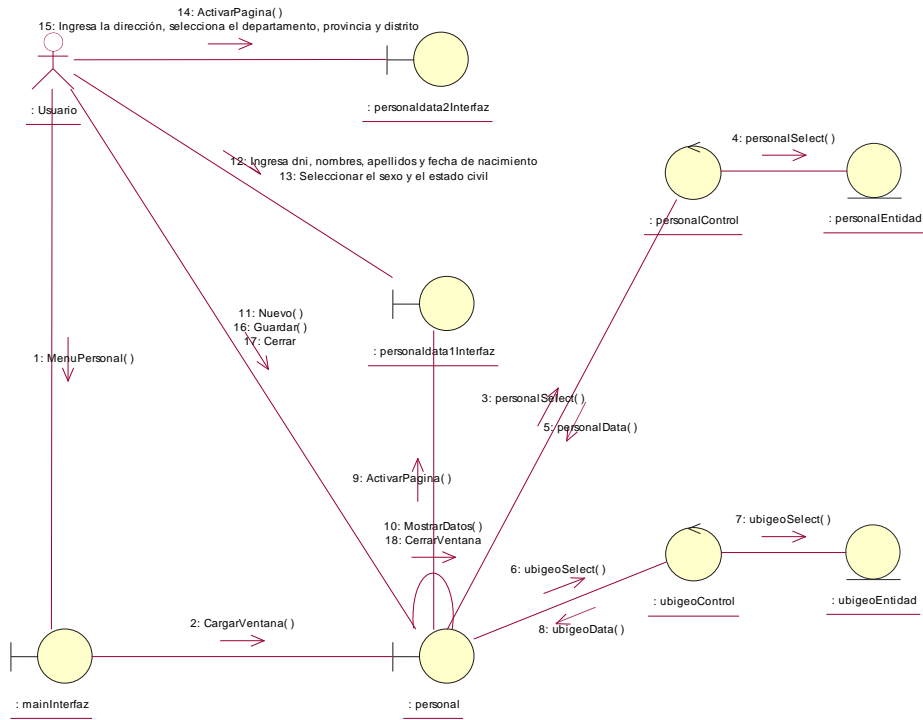 14: ActivarPagina( )
15: Ingresa la dirección, selecciona el departamento, provincia y distrito
: Usuario
: personaldata2Interfaz
12: Ingresa dni, nombres, apellidos y fecha de nacimiento
13: Seleccionar el sexo y el estado civil
4: personalSelect( )
: personalControl
: personalEntidad
11: Nuevo( )
16: Guardar( )
17: Cerrar
1: MenuPersonal( )
: personaldata1Interfaz
3: personalSelect( )
5: personalData( )
9: ActivarPagina( )
10: MostrarDatos( )
18: CerrarVentana
7: ubigeoSelect( )
6: ubigeoSelect( )
: ubigeoControl
: ubigeoEntidad
2: CargarVentana( )
8: ubigeoData( )
: mainInterfaz
: personal